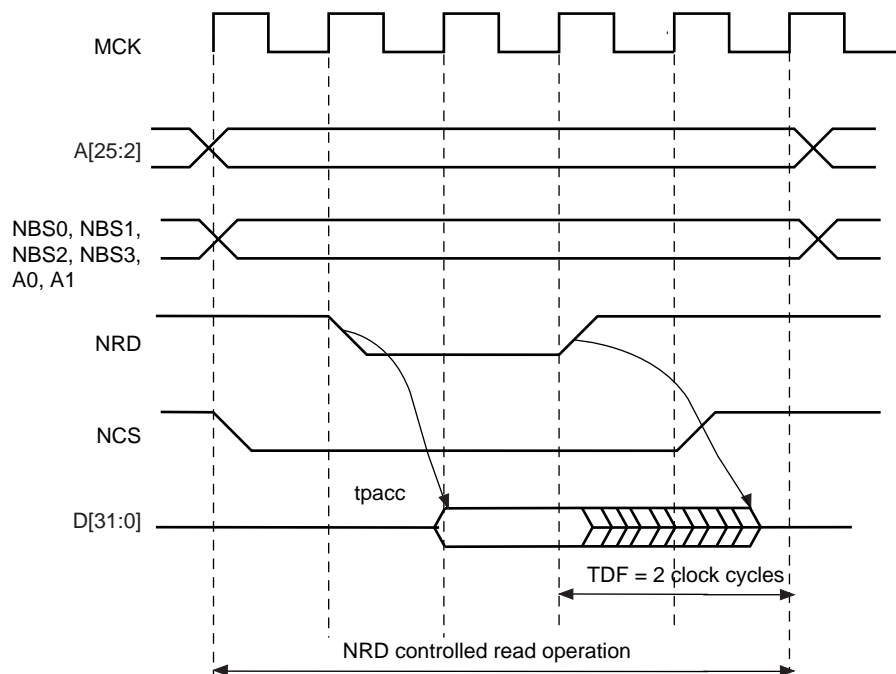 MCK
A[25:2]
NBS0, NBS1,
NBS2, NBS3,
A0, A1
NRD
NCS
tpacc
D[31:0]
TDF = 2 clock cycles
NRD controlled read operation